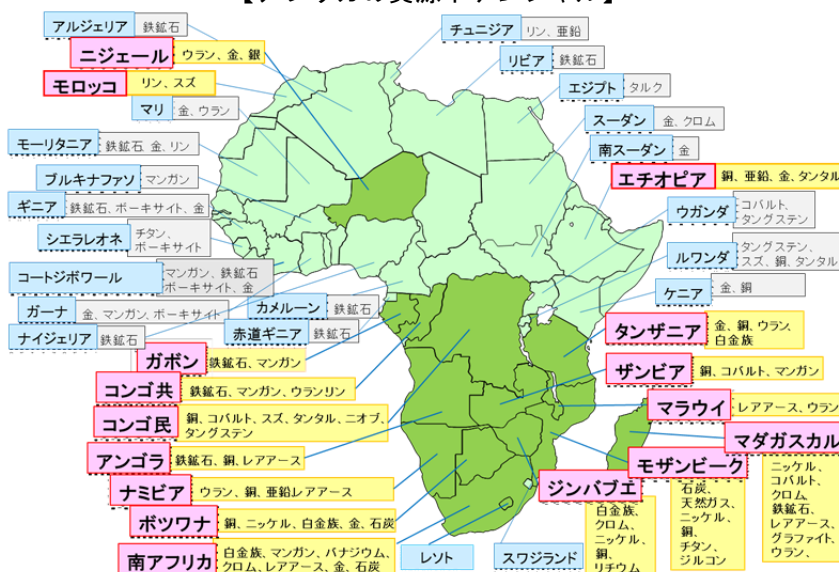 アルジェリア 鉄鉱石
ニジェール ウラン、金、銀
モロッコ リン、スズ
マリ 金、ウラン
モーリタニア 鉄鉱石、金、リン
ブルキナファソ マンガン
ギニア 鉄鉱石、ボーキサイト、金
シエラレオネ チタン、
ボーキサイト
コートジボワール マンガン、鉄鉱石
ボーキサイト、金
ガーナ 金、マンガン、ボーキサイト
カメルーン 鉄鉱石
ナイジェリア 鉄鉱石
赤道ギニア 鉄鉱石
ガボン 鉄鉱石、マンガン
コンゴ共 鉄鉱石、マンガン、ウランリン
コンゴ民 銅、コバルト、スズ、タンタル、ニオブ、
タングステン
アンゴラ 鉄鉱石、銅、レアアース
ナミビア ウラン、銅、亜鉛レアアース
ボツワナ 銅、ニッケル、白金族、金、石炭
南アフリカ 白金族、マンガン、バナジウム、
クロム、レアアース、金、石炭
レソト
スワジランド
チュニジア リン、亜鉛
リビア 鉄鉱石
エジプト タルク
スーダン 金、クロム
南スーダン 金
エチオピア 銅、亜鉛、金、タンタル
ウガンダ コバルト、
タングステン
ルワンダ タングステン、
スズ、銅、タンタル
ケニア 金、銅
タンザニア 金、銅、ウラン、
白金族
ザンビア 銅、コバルト、マンガン
マラウイ レアアース、ウラン
マダガスカル
ニッケル、
コバルト、
クロム、
鉄鉱石、
レアアース、
グラファイト、
ウラン、
モザンビーク
石炭、
天然ガス、
ニッケル、
銅、
チタン、
ジルコン
ジンバブエ
白金族、
クロム、
ニッケル、
銅、
リチウム